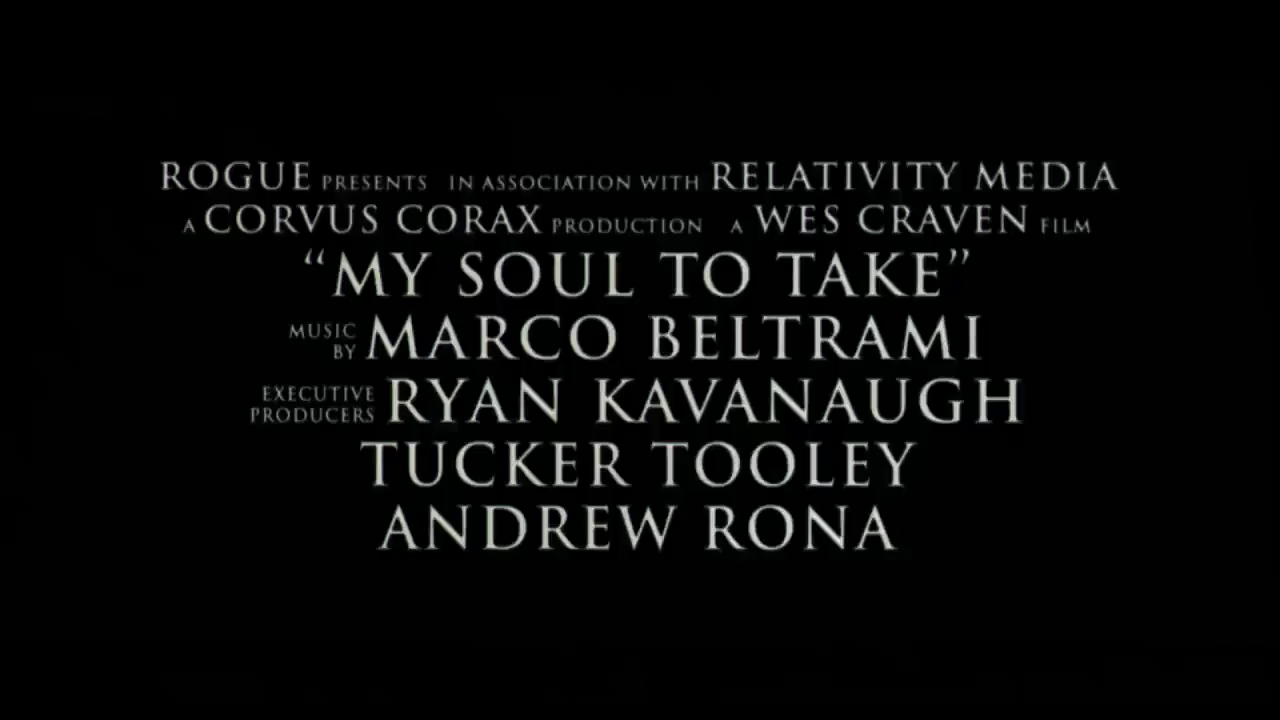 ROGUE PRESENTS IN ASSOCIATION WITH RELATIVITY MEDIA
A CORVUS CORAX PRODUCTION A WES CRAVEN FILM
“MY SOUL TO TAKE”
MUSIC BY MARCO BELTRAMI
EXECUTIVE PRODUCERS RYAN KAVANAUGH
TUCKER TOOLEY
ANDREW RONA